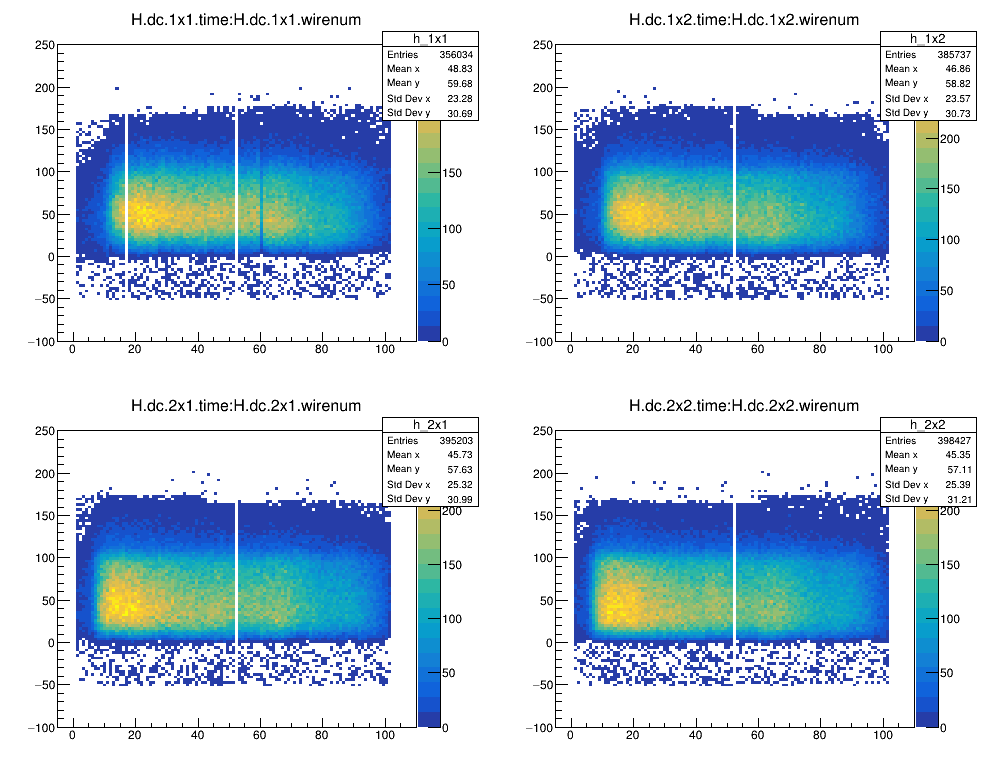 H.dc.1x1.time:H.dc.1x1.wirenum
h_1x1
Entries 356034
Mean x 48.83
Mean y 59.68
Std Dev x 23.28
Std Dev y 30.69
250
200
150
100
50
0
−50
−100
0 20 40 60 80 100
150
100
50
0
H.dc.1x2.time:H.dc.1x2.wirenum
h_1x2
Entries 385737
Mean x 46.86
Mean y 58.82
Std Dev x 23.57
Std Dev y 30.73
250
200
150
100
50
0
−50
−100
0 20 40 60 80 100
200
150
100
50
0
H.dc.2x1.time:H.dc.2x1.wirenum
h_2x1
Entries 395203
Mean x 45.73
Mean y 57.63
Std Dev x 25.32
Std Dev y 30.99
250
200
150
100
50
0
−50
−100
0 20 40 60 80 100
200
150
100
50
0
H.dc.2x2.time:H.dc.2x2.wirenum
h_2x2
Entries 398427
Mean x 45.35
Mean y 57.11
Std Dev x 25.39
Std Dev y 31.21
250
200
150
100
50
0
−50
−100
0 20 40 60 80 100
200
150
100
50
0